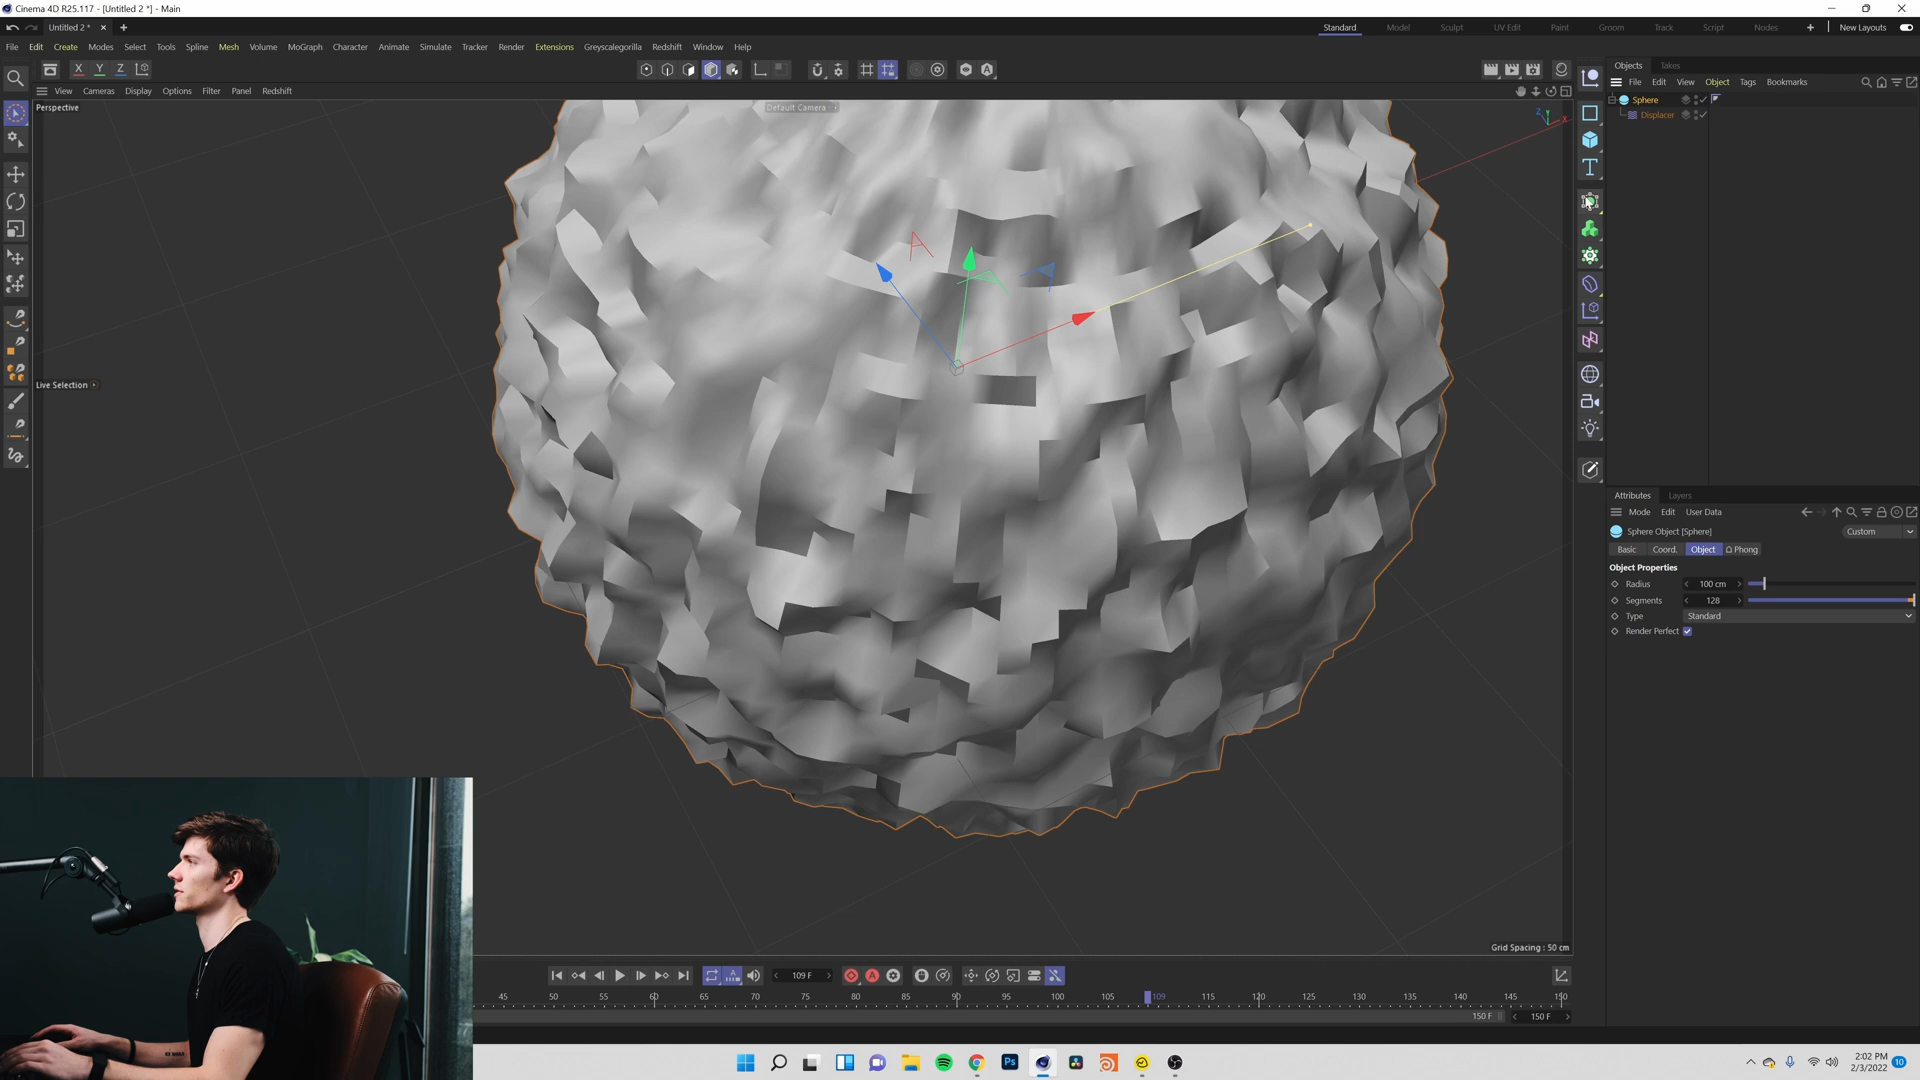 Cinema 4D R25.117 - [Untitled 2 *] - Main
Untitled 2 *
Standard Model Sculpt UV Edit Paint Groom Track Script Nodes New Layouts
File Edit Create Modes Select Tools Spline Mesh Volume MoGraph Character Animate Simulate Tracker Render Extensions Greyscalegorilla Redshift Window Help
X Y Z
Objects Takes
File Edit View Object Tags Bookmarks
View Cameras Display Options Filter Panel Redshift
Perspective
Default Camera
Sphere
Displacer
Z Y X
Live Selection
Attributes Layers
Mode Edit User Data
Sphere Object [Sphere] Custom
Basic Coord. Object Phong
Object Properties
Radius 100 cm
Segments 128
Type Standard
Render Perfect
Grid Spacing : 50 cm
109 F
45 50 55 60 65 70 75 80 85 90 95 100 105 109 115 120 125 130 135 140 145 150
150 F 150 F
Ps
2:02 PM
2/3/2022
10